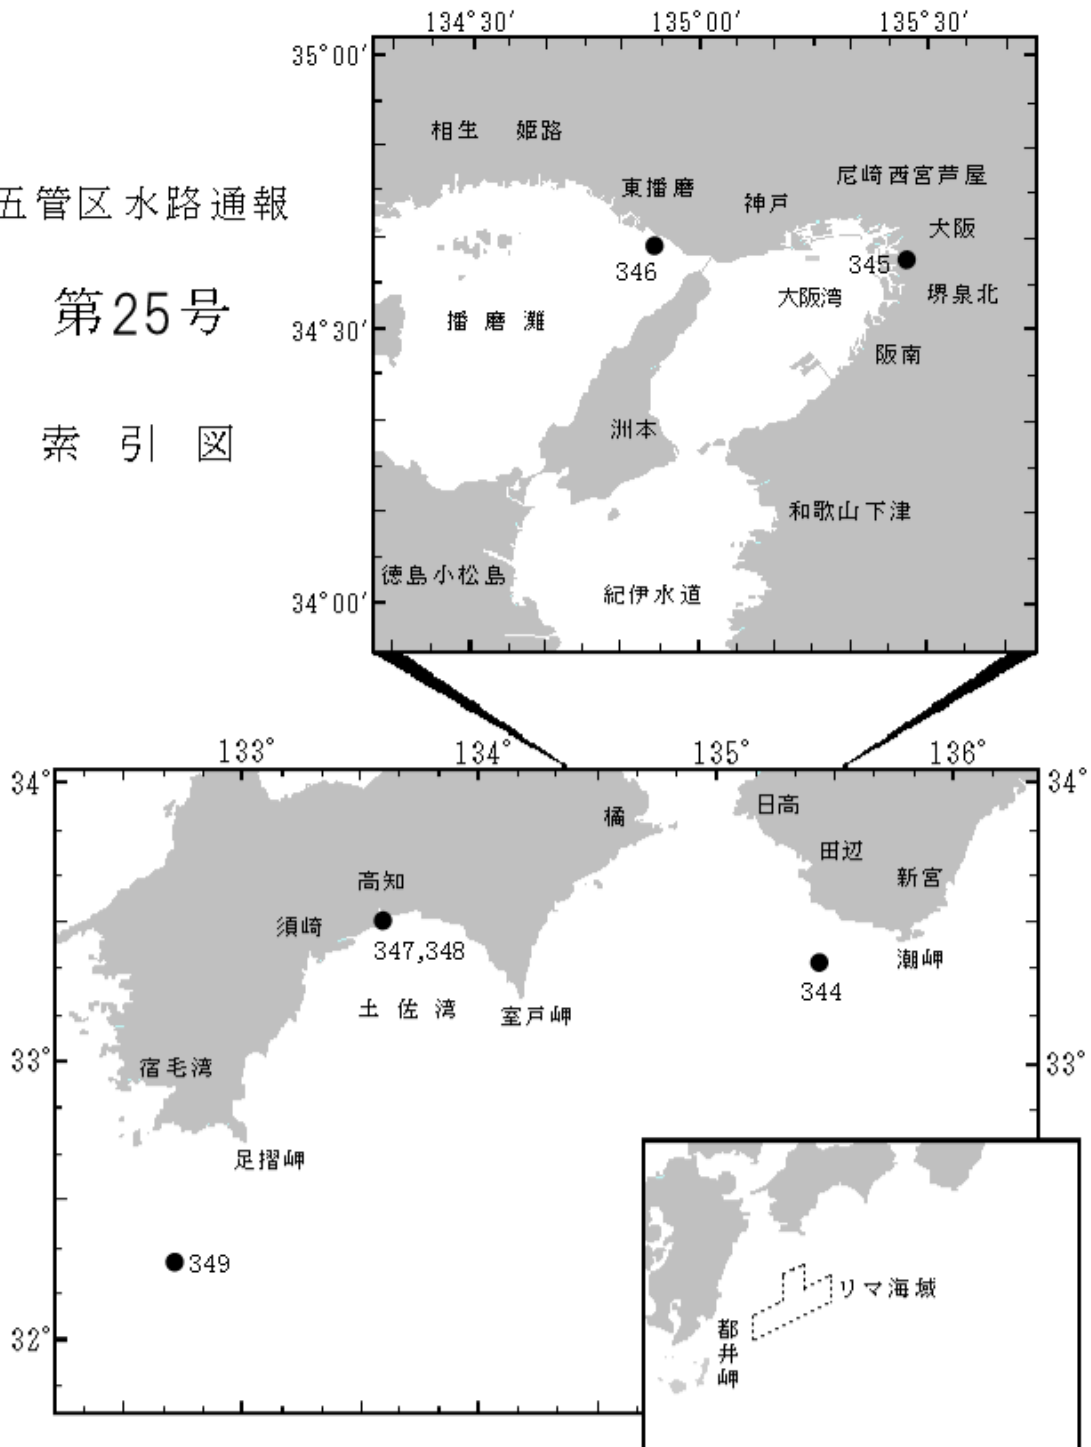 134°30′ 135°00′ 135°30′
35°00′
相生 姫路
尼崎西宮芦屋
東播磨
神戸
五管区水路通報
大阪
346
345
第25号
大阪湾
堺泉北
34°30′
播磨灘
阪南
索引図
洲本
和歌山下津
徳島小松島
紀伊水道
34°00′
133° 134° 135° 136°
34°
34°
橘
日高
田辺
高知
新宮
須崎
347,348
潮岬
344
土佐湾
室戸岬
33°
33°
宿毛湾
足摺岬
349
リマ海域
都井岬
32°